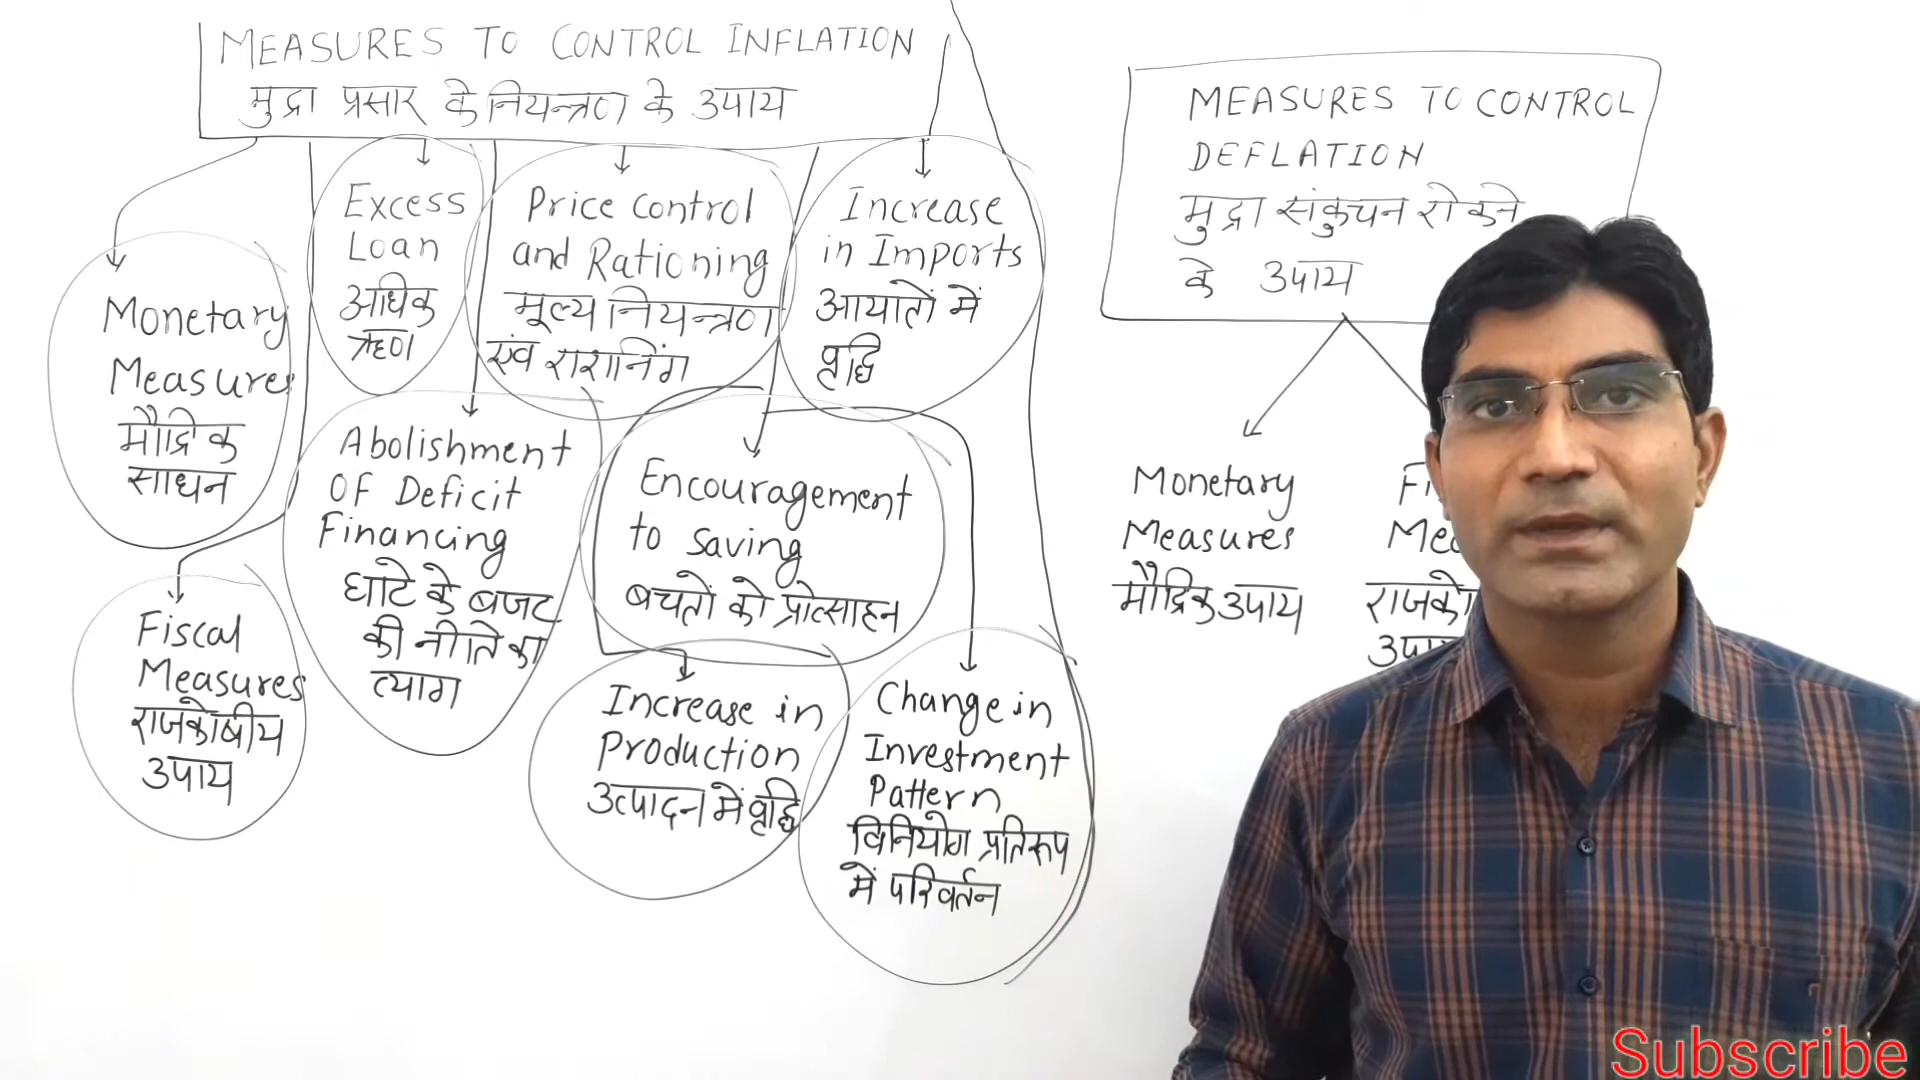 MEASURES TO CONTROL INFLATION
मुद्रा प्रसार के नियन्त्रण के उपाय
Monetary
Measures
मौद्रिक
साधन
Excess
Loan
अधिक
ऋण
Price control
and Rationing
मूल्य नियन्त्रण
एंव राशनिंग
Increase
in Imports
आयातों में
वृद्धि
Fiscal
Measures
राजकोषीय
उपाय
Abolishment
OF Deficit
Financing
घाटे के बजट
की नीति का
त्याग
Encouragement
to saving
बचतों को प्रोत्साहन
Increase in
Production
उत्पादन में वृद्धि
Change in
Investment
Pattern
विनियोग प्रतिरूप
में परिवर्तन
MEASURES TO CONTROL
DEFLATION
मुद्रा संकुचन रोकने
के उपाय
Monetary
Measures
मौद्रिक उपाय
Subscribe